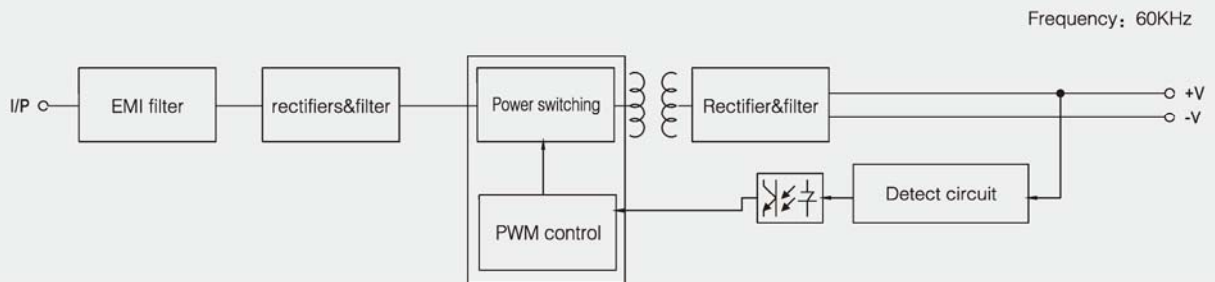 Frequency：60KHz
I/P
EMI filter
rectifiers&filter
Power switching
Rectifier&filter
+V
-V
Detect circuit
PWM control